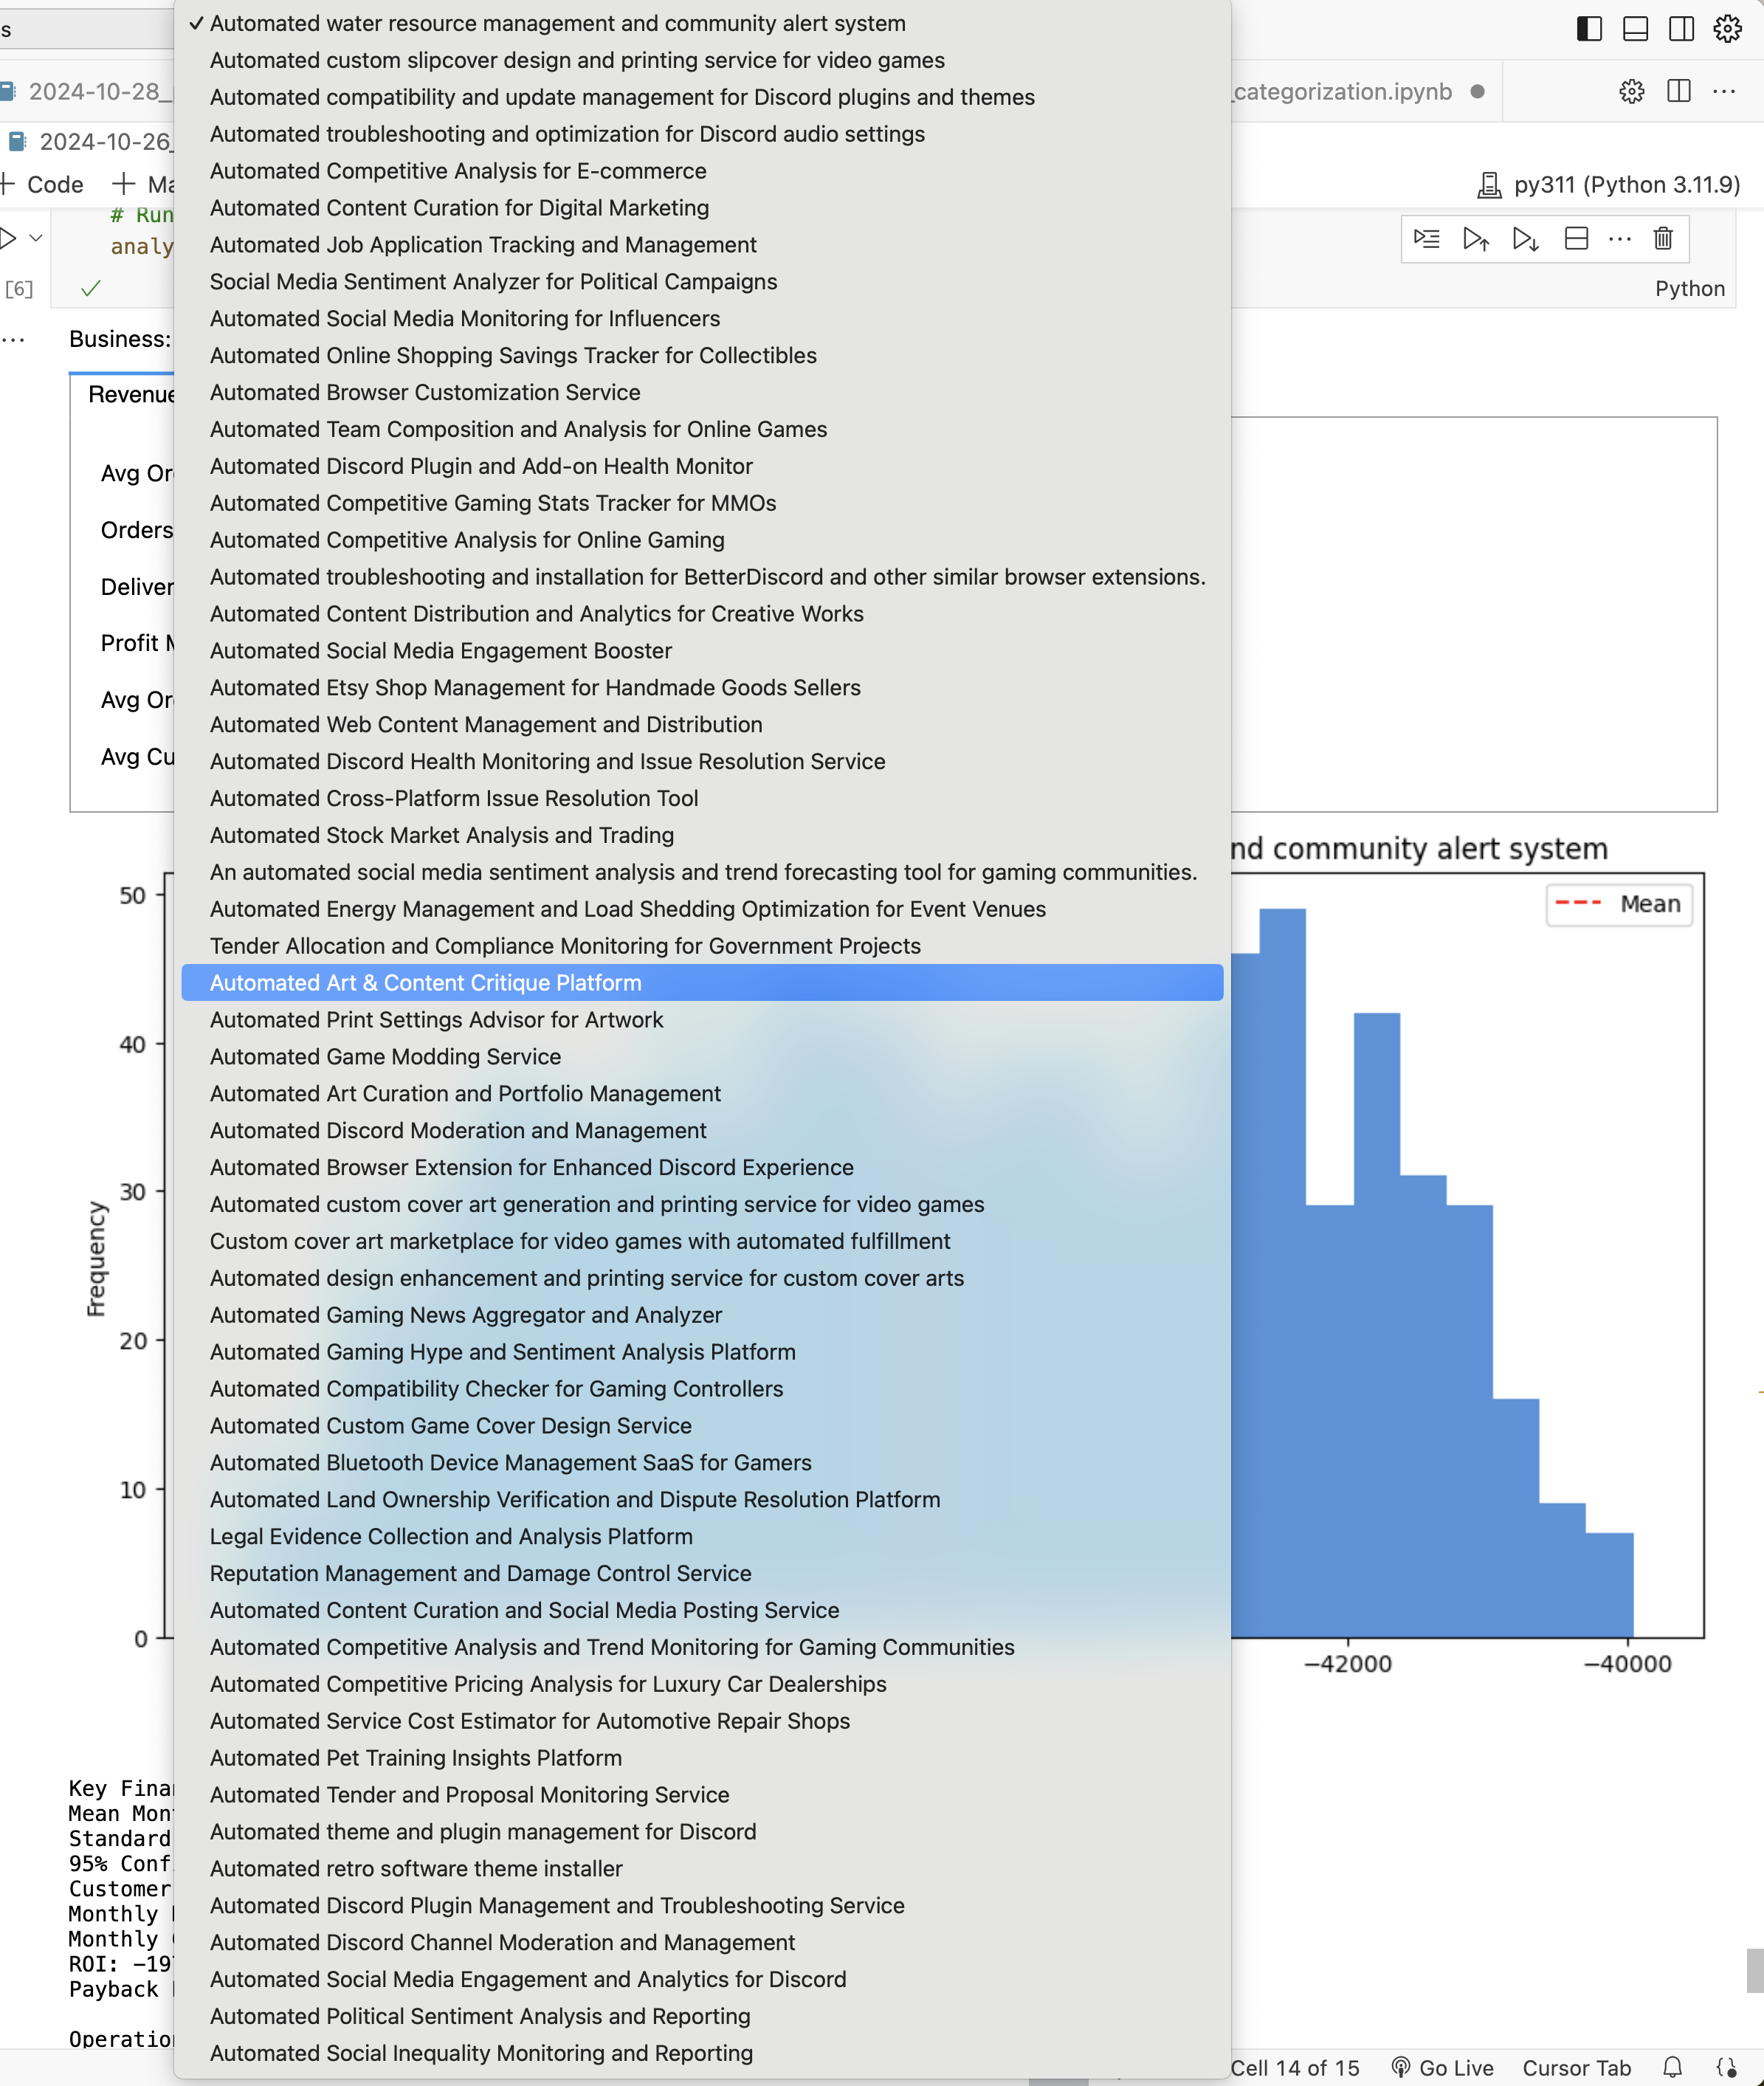 s
✓ Automated water resource management and community alert system
Automated custom slipcover design and printing service for video games
2024-10-28_
Automated compatibility and update management for Discord plugins and themes
_categorization.ipynb
2024-10-26_
Automated troubleshooting and optimization for Discord audio settings
Automated Competitive Analysis for E-commerce
+ Code + Ma
py311 (Python 3.11.9)
Automated Content Curation for Digital Marketing
# Run
analy
Automated Job Application Tracking and Management
[6]
Social Media Sentiment Analyzer for Political Campaigns
Python
Automated Social Media Monitoring for Influencers
Business:
Automated Online Shopping Savings Tracker for Collectibles
Revenue
Automated Browser Customization Service
Automated Team Composition and Analysis for Online Games
Avg Or
Automated Discord Plugin and Add-on Health Monitor
Automated Competitive Gaming Stats Tracker for MMOs
Orders
Automated Competitive Analysis for Online Gaming
Deliver
Automated troubleshooting and installation for BetterDiscord and other similar browser extensions.
Automated Content Distribution and Analytics for Creative Works
Profit M
Automated Social Media Engagement Booster
Avg Or
Automated Etsy Shop Management for Handmade Goods Sellers
Automated Web Content Management and Distribution
Avg Cu
Automated Discord Health Monitoring and Issue Resolution Service
Automated Cross-Platform Issue Resolution Tool
Automated Stock Market Analysis and Trading
nd community alert system
An automated social media sentiment analysis and trend forecasting tool for gaming communities.
50
Automated Energy Management and Load Shedding Optimization for Event Venues
Mean
Tender Allocation and Compliance Monitoring for Government Projects
Automated Art & Content Critique Platform
Automated Print Settings Advisor for Artwork
40
Automated Game Modding Service
Automated Art Curation and Portfolio Management
Automated Discord Moderation and Management
Automated Browser Extension for Enhanced Discord Experience
30
Automated custom cover art generation and printing service for video games
Custom cover art marketplace for video games with automated fulfillment
Frequency
Automated design enhancement and printing service for custom cover arts
Automated Gaming News Aggregator and Analyzer
20
Automated Gaming Hype and Sentiment Analysis Platform
Automated Compatibility Checker for Gaming Controllers
Automated Custom Game Cover Design Service
Automated Bluetooth Device Management SaaS for Gamers
10
Automated Land Ownership Verification and Dispute Resolution Platform
Legal Evidence Collection and Analysis Platform
Reputation Management and Damage Control Service
Automated Content Curation and Social Media Posting Service
0
Automated Competitive Analysis and Trend Monitoring for Gaming Communities
−42000
−40000
Automated Competitive Pricing Analysis for Luxury Car Dealerships
Automated Service Cost Estimator for Automotive Repair Shops
Automated Pet Training Insights Platform
Key Fina
Automated Tender and Proposal Monitoring Service
Mean Mon
Standard
Automated theme and plugin management for Discord
95% Conf
Automated retro software theme installer
Customer
Automated Discord Plugin Management and Troubleshooting Service
Monthly
Monthly
Automated Discord Channel Moderation and Management
ROI: -19
Automated Social Media Engagement and Analytics for Discord
Payback
Automated Political Sentiment Analysis and Reporting
Operatio
Automated Social Inequality Monitoring and Reporting
Cell 14 of 15
Go Live
Cursor Tab